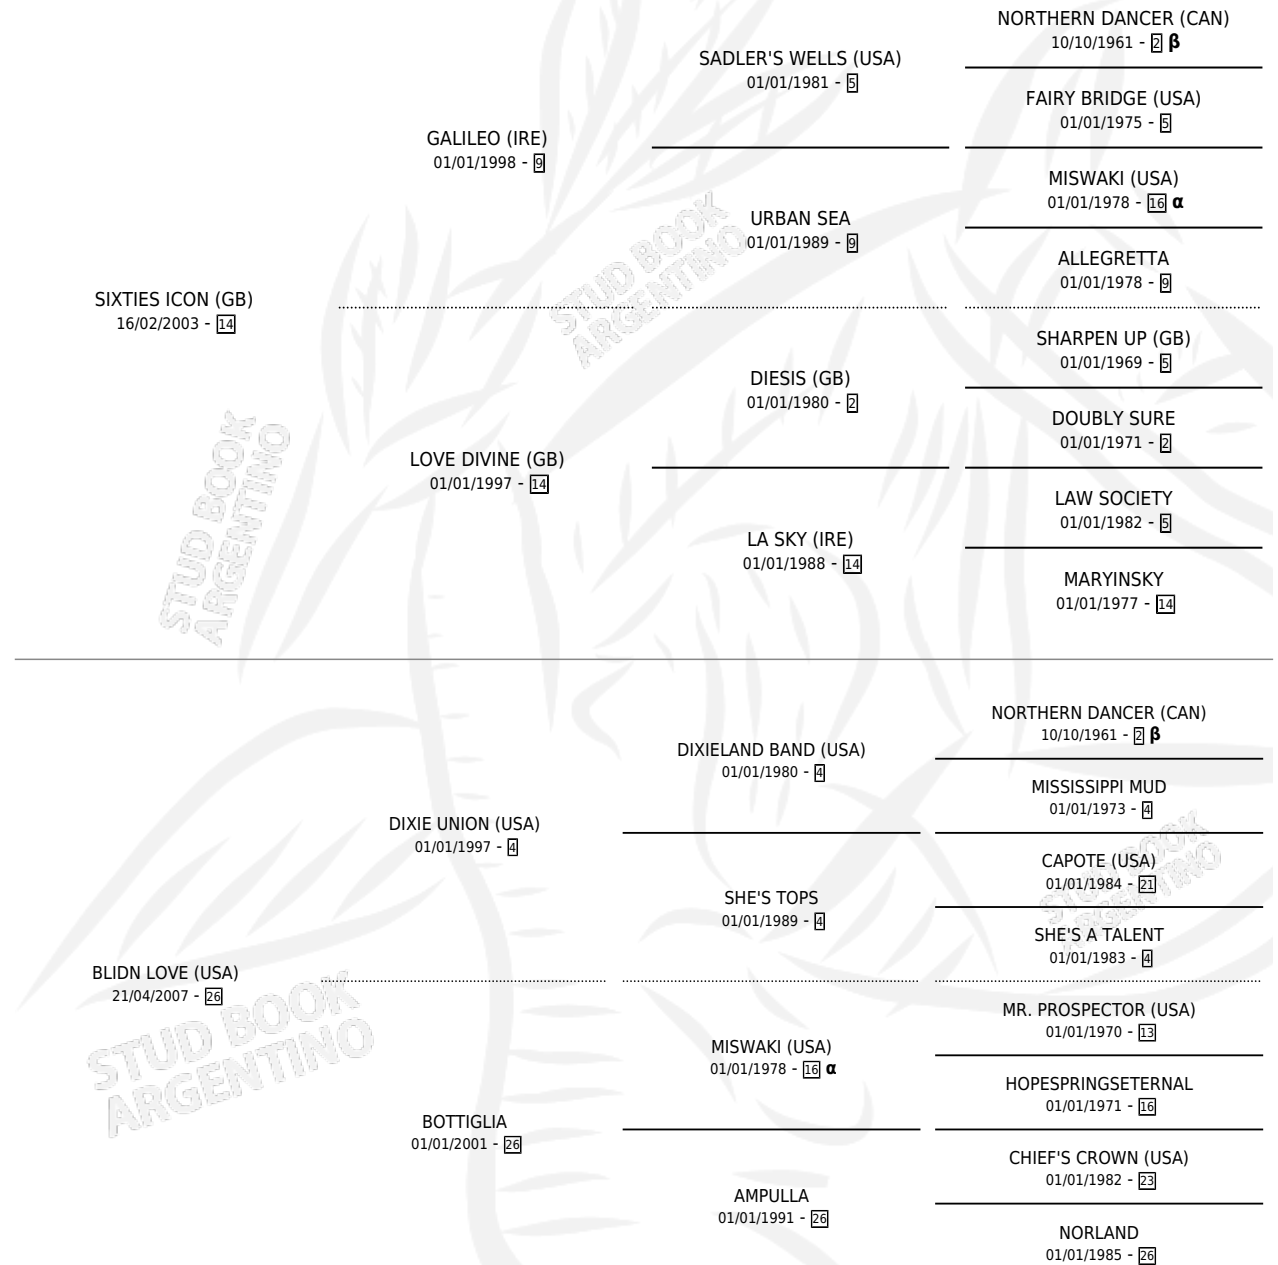 SIXTIES ICON (GB)
16/02/2003 - 14
GALILEO (IRE)
01/01/1998 - 9
SADLER'S WELLS (USA)
01/01/1981 - 5
NORTHERN DANCER (CAN)
10/10/1961 - 2 β
FAIRY BRIDGE (USA)
01/01/1975 - 5
URBAN SEA
01/01/1989 - 9
MISWAKI (USA)
01/01/1978 - 16 α
ALLEGRETTA
01/01/1978 - 9
LOVE DIVINE (GB)
01/01/1997 - 14
DIESIS (GB)
01/01/1980 - 2
SHARPEN UP (GB)
01/01/1969 - 5
DOUBLY SURE
01/01/1971 - 2
LA SKY (IRE)
01/01/1988 - 14
LAW SOCIETY
01/01/1982 - 5
MARYINSKY
01/01/1977 - 14
BLIDN LOVE (USA)
21/04/2007 - 26
DIXIE UNION (USA)
01/01/1997 - 4
DIXIELAND BAND (USA)
01/01/1980 - 4
NORTHERN DANCER (CAN)
10/10/1961 - 2 β
MISSISSIPPI MUD
01/01/1973 - 4
SHE'S TOPS
01/01/1989 - 4
CAPOTE (USA)
01/01/1984 - 21
SHE'S A TALENT
01/01/1983 - 4
BOTTIGLIA
01/01/2001 - 26
MISWAKI (USA)
01/01/1978 - 16 α
MR. PROSPECTOR (USA)
01/01/1970 - 13
HOPESPRINGSETERNAL
01/01/1971 - 16
AMPULLA
01/01/1991 - 26
CHIEF'S CROWN (USA)
01/01/1982 - 23
NORLAND
01/01/1985 - 26
STUD BOOK
ARGENTINO
STUD BOOK
ARGENTINO
STUD BOOK
ARGENTINO
STUD BOOK
ARGENTINO